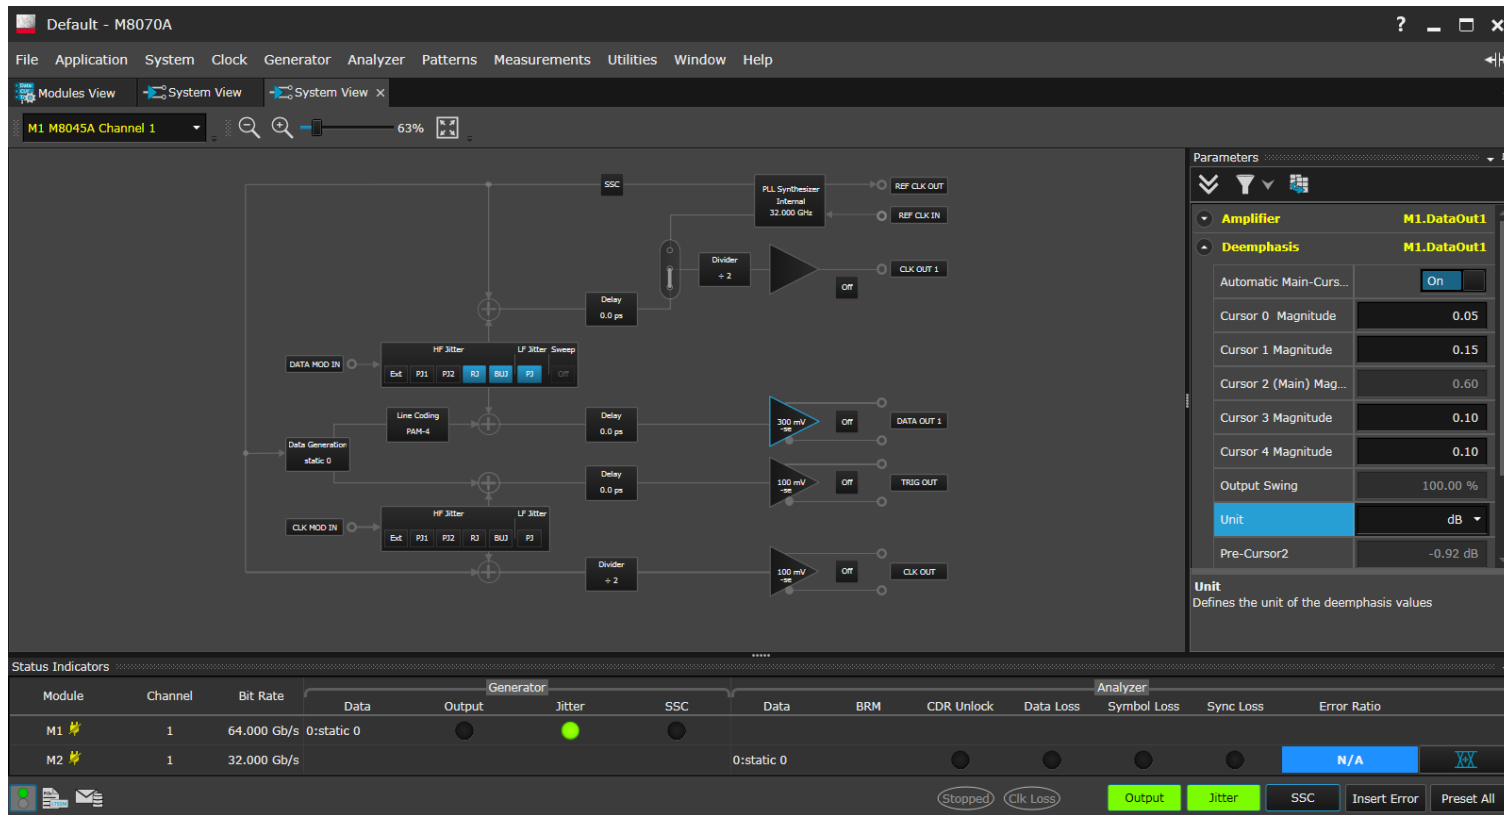 Default - M8070A
?
File Application System Clock Generator Analyzer Patterns Measurements Utilities Window Help
Modules View System View System View ×
M1 M8045A Channel 1 63%
Parameters
SSC
PLL Synthesizer
Internal
32.000 GHz
REF CLK OUT
REF CLK IN
Divider
÷ 2
Off
CLK OUT 1
Delay
0.0 ps
DATA MOD IN
HF Jitter LF Jitter Sweep
Ext PJ1 PJ2 RJ BUJ PJ Off
Line Coding
PAM-4
Delay
0.0 ps
300 mV
-se
Off
DATA OUT 1
Data Generation
static 0
Delay
0.0 ps
100 mV
-se
Off
TRIG OUT
CLK MOD IN
HF Jitter LF Jitter
Ext PJ1 PJ2 RJ BUJ PJ
Divider
÷ 2
100 mV
-se
Off
CLK OUT
Amplifier M1.DataOut1
Deemphasis M1.DataOut1
Automatic Main-Curs... On
Cursor 0 Magnitude 0.05
Cursor 1 Magnitude 0.15
Cursor 2 (Main) Mag... 0.60
Cursor 3 Magnitude 0.10
Cursor 4 Magnitude 0.10
Output Swing 100.00 %
Unit dB
Pre-Cursor2 -0.92 dB
Unit
Defines the unit of the deemphasis values
Status Indicators
Generator Analyzer
Module Channel Bit Rate Data Output Jitter SSC Data BRM CDR Unlock Data Loss Symbol Loss Sync Loss Error Ratio
M1 1 64.000 Gb/s 0:static 0
M2 1 32.000 Gb/s 0:static 0 N/A
Stopped Clk Loss Output Jitter SSC Insert Error Preset All